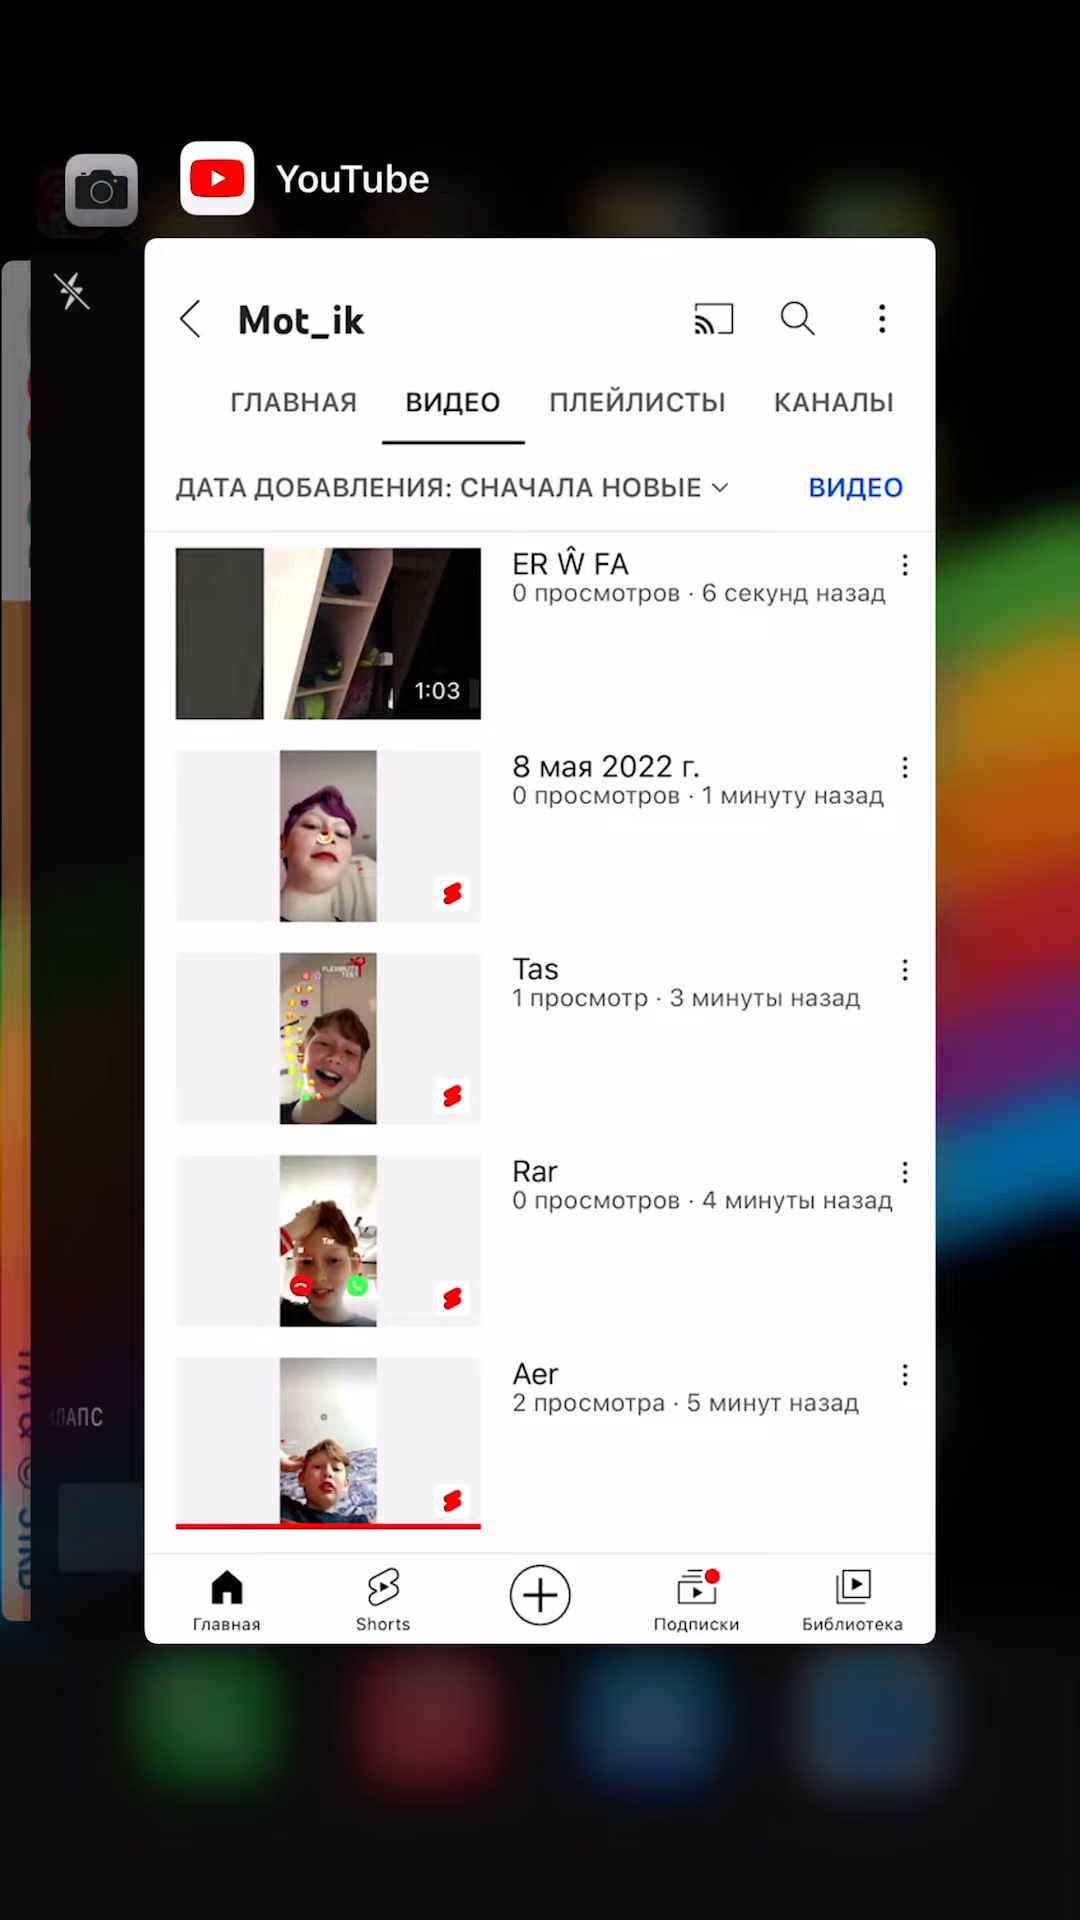 YouTube
Mot_ik
ГЛАВНАЯ ВИДЕО ПЛЕЙЛИСТЫ КАНАЛЫ
ДАТА ДОБАВЛЕНИЯ: СНАЧАЛА НОВЫЕ ВИДЕО
ER Ŵ FA
0 просмотров · 6 секунд назад
1:03
8 мая 2022 г.
0 просмотров · 1 минуту назад
Tas
1 просмотр · 3 минуты назад
FLEXIBILITY
TEST
Rar
0 просмотров · 4 минуты назад
Aer
2 просмотра · 5 минут назад
Главная Shorts Подписки Библиотека